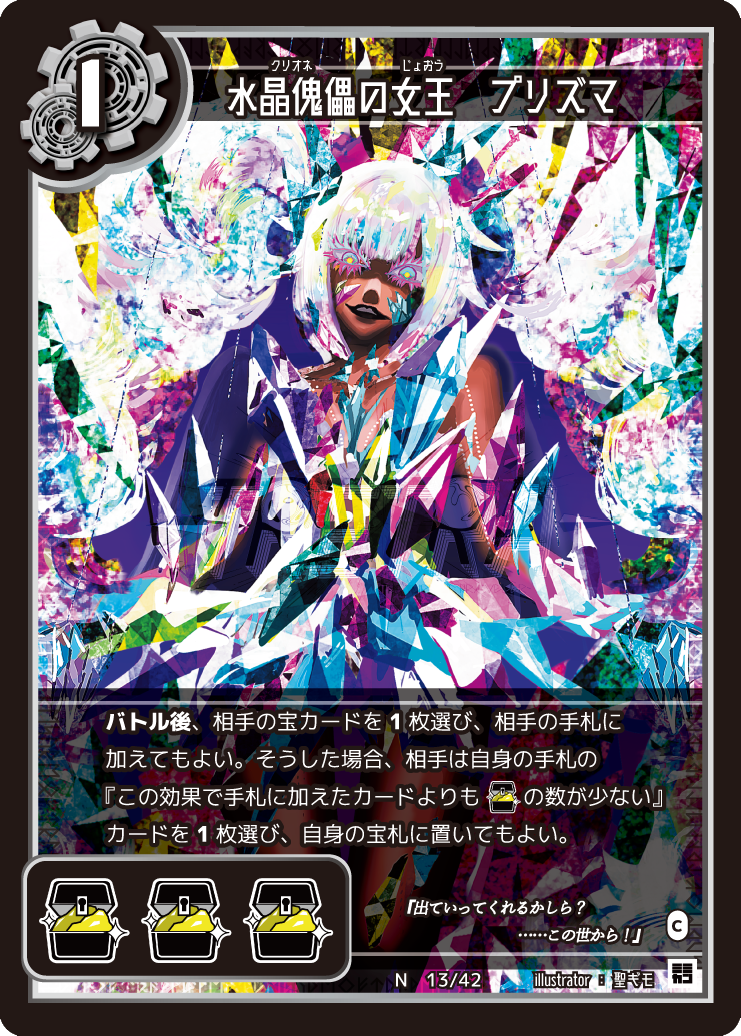 1
クリオネ じょおう
水晶傀儡の女王 プリズマ
バトル後、相手の宝カードを1枚選び、相手の手札に
加えてもよい。そうした場合、相手は自身の手札の
『この効果で手札に加えたカードよりも の数が少ない』
カードを1枚選び、自身の宝札に置いてもよい。
『出ていってくれるかしら?
……この世から!』
C
N 13/42 illustrator : 聖ギモ